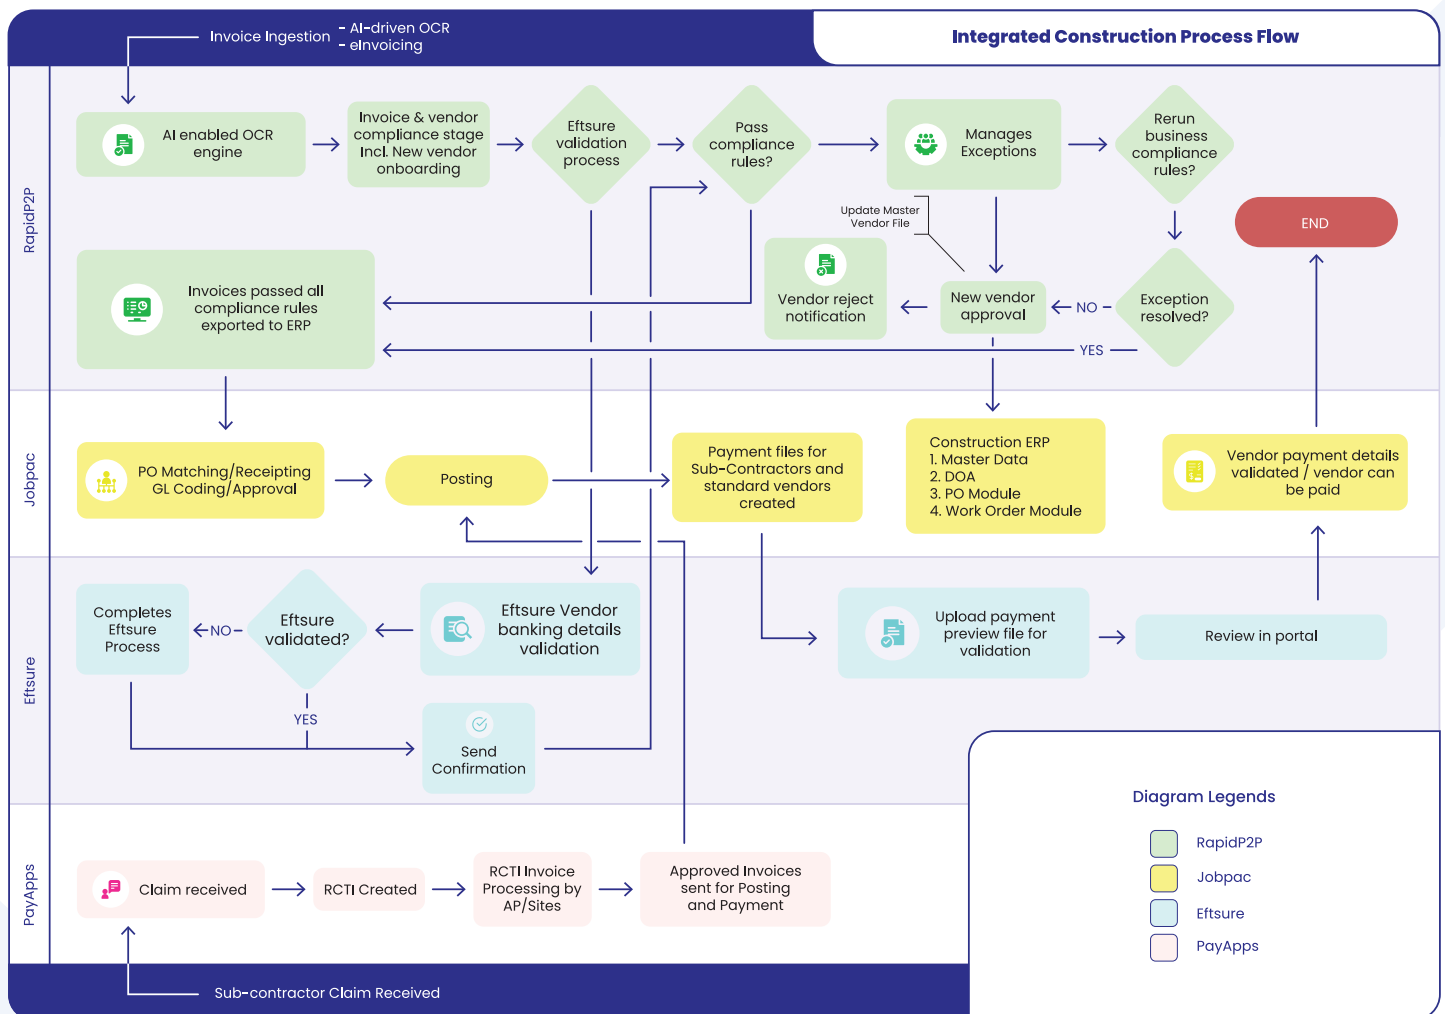 Invoice Ingestion
- AI-driven OCR
- eInvoicing
Integrated Construction Process Flow
RapidP2P
AI enabled OCR
engine
Invoice & vendor
compliance stage
Incl. New vendor
onboarding
Eftsure
validation
process
Pass
compliance
rules?
Manages
Exceptions
Rerun
business
compliance
rules?
Update Master
Vendor File
END
Invoices passed all
compliance rules
exported to ERP
Vendor reject
notification
New vendor
approval
NO
Exception
resolved?
YES
Jobpac
PO Matching/Receipting
GL Coding/Approval
Posting
Payment files for
Sub-Contractors and
standard vendors
created
Construction ERP
1. Master Data
2. DOA
3. PO Module
4. Work Order Module
Vendor payment details
validated / vendor can
be paid
Eftsure
Completes
Eftsure
Process
NO
Eftsure
validated?
Eftsure Vendor
banking details
validation
Upload payment
preview file for
validation
Review in portal
YES
Send
Confirmation
PayApps
Claim received
RCTI Created
RCTI Invoice
Processing by
AP/Sites
Approved Invoices
sent for Posting
and Payment
Sub-contractor Claim Received
Diagram Legends
RapidP2P
Jobpac
Eftsure
PayApps